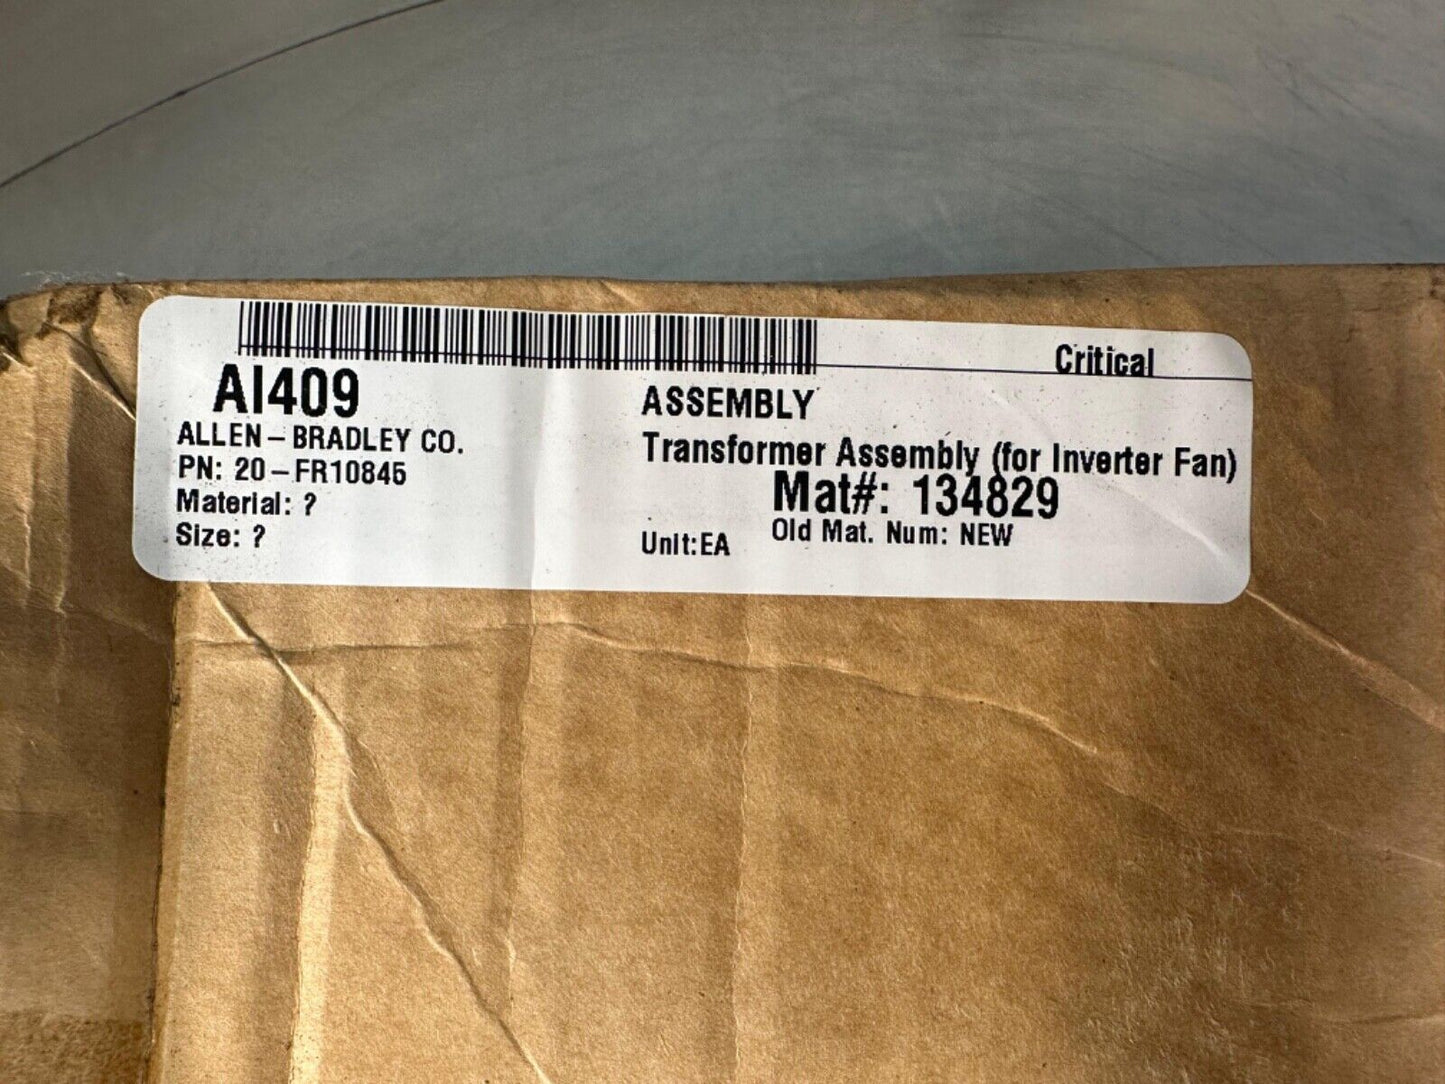 Critical
AI409
ASSEMBLY
ALLEN-BRADLEY CO.
Transformer Assembly (for Inverter Fan)
PN: 20-FR10845
Mat#: 134829
Material: ?
Old Mat. Num: NEW
Size: ?
Unit:EA